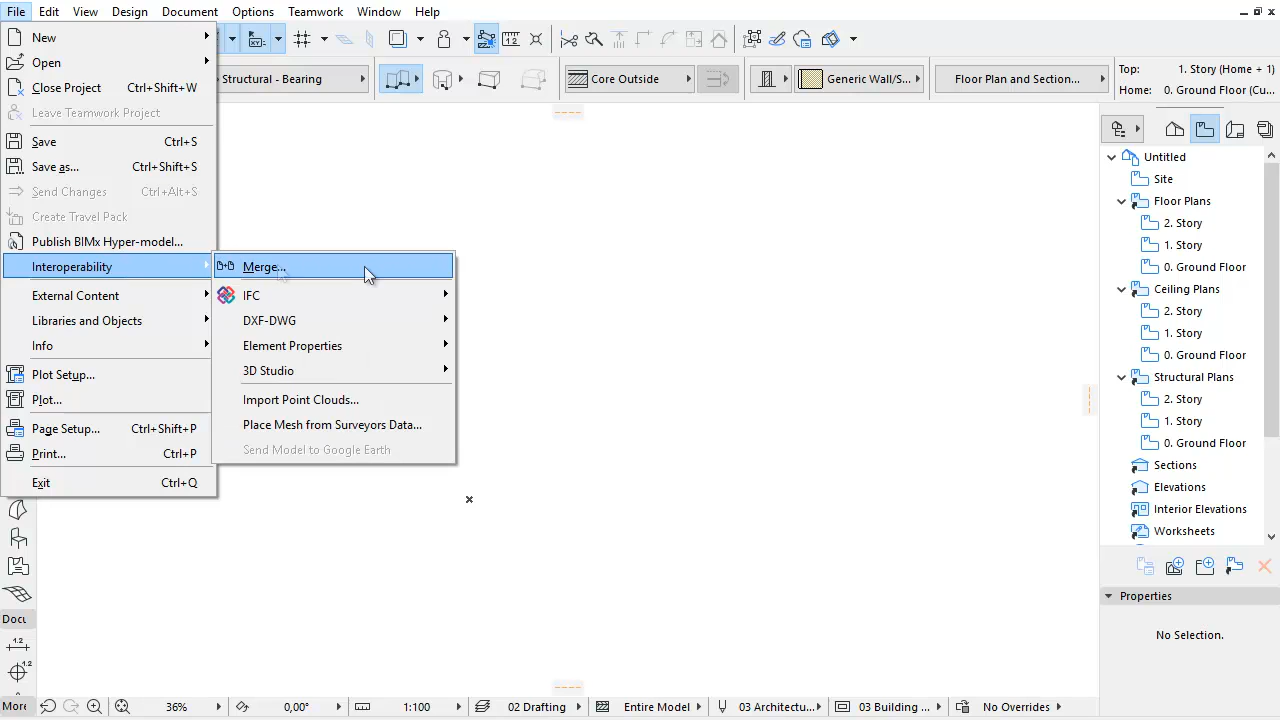 File Edit View Design Document Options Teamwork Window Help
New
Open
Close Project Ctrl+Shift+W
Leave Teamwork Project
Save Ctrl+S
Save as... Ctrl+Shift+S
Send Changes Ctrl+Alt+S
Create Travel Pack
Publish BIMx Hyper-model...
Interoperability
External Content
Libraries and Objects
Info
Plot Setup...
Plot...
Page Setup... Ctrl+Shift+P
Print... Ctrl+P
Exit Ctrl+Q
Merge...
IFC
DXF-DWG
Element Properties
3D Studio
Import Point Clouds...
Place Mesh from Surveyors Data...
Send Model to Google Earth
1.2
Structural - Bearing
Core Outside
Generic Wall/S...
Floor Plan and Section...
Top: 1. Story (Home + 1)
Home: 0. Ground Floor (Cu...
Untitled
Site
Floor Plans
2. Story
1. Story
0. Ground Floor
Ceiling Plans
2. Story
1. Story
0. Ground Floor
Structural Plans
2. Story
1. Story
0. Ground Floor
Sections
Elevations
Interior Elevations
Worksheets
Properties
No Selection.
Docu
1.2
1.2
More
36% 0,00° 1:100 02 Drafting Entire Model 03 Architectu... 03 Building ... No Overrides